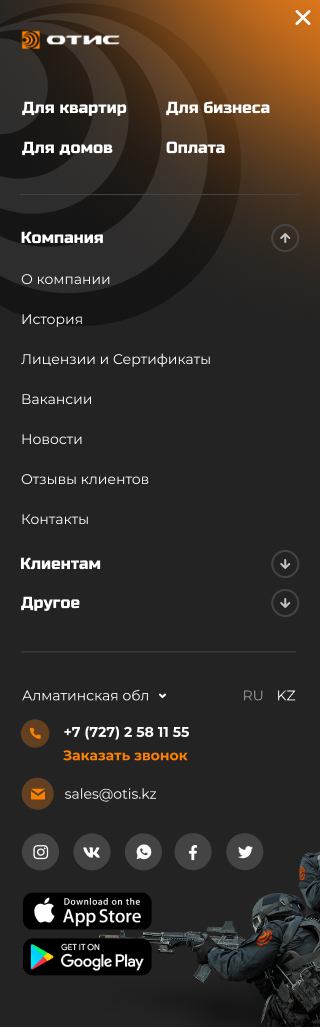 ОТИС
Для квартир Для бизнеса
Для домов Оплата
Компания
О компании
История
Лицензии и Сертификаты
Вакансии
Новости
Отзывы клиентов
Контакты
Клиентам
Другое
Алматинская обл RU KZ
+7 (727) 2 58 11 55
Заказать звонок
sales@otis.kz
Download on the
App Store
GET IT ON
Google Play